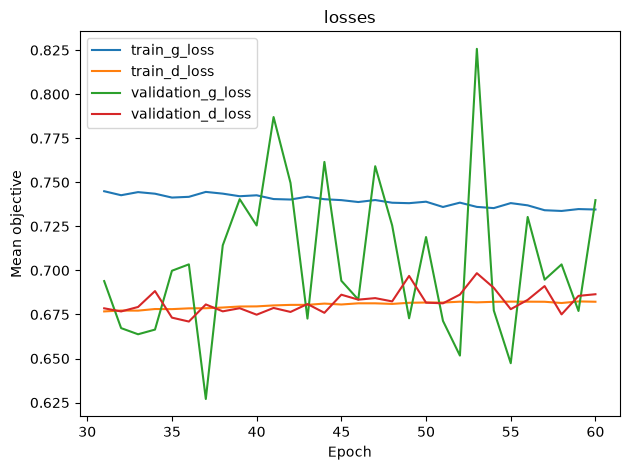 losses
train_g_loss
train_d_loss
validation_g_loss
validation_d_loss
0.825
0.800
0.775
0.750
0.725
0.700
0.675
0.650
0.625
Mean objective
30 35 40 45 50 55 60
Epoch